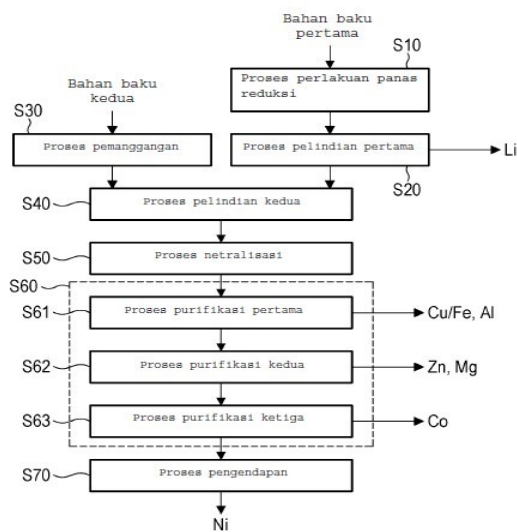 Bahan baku
pertama
S10
Proses perlakuan panas
reduksi
Bahan baku
kedua
S30
Proses pemanggangan
Proses pelindian pertama
Li
S20
S40
Proses pelindian kedua
S50
Proses netralisasi
S60
S61
Proses purifikasi pertama
Cu/Fe, Al
S62
Proses purifikasi kedua
Zn, Mg
S63
Proses purifikasi ketiga
Co
S70
Proses pengendapan
Ni